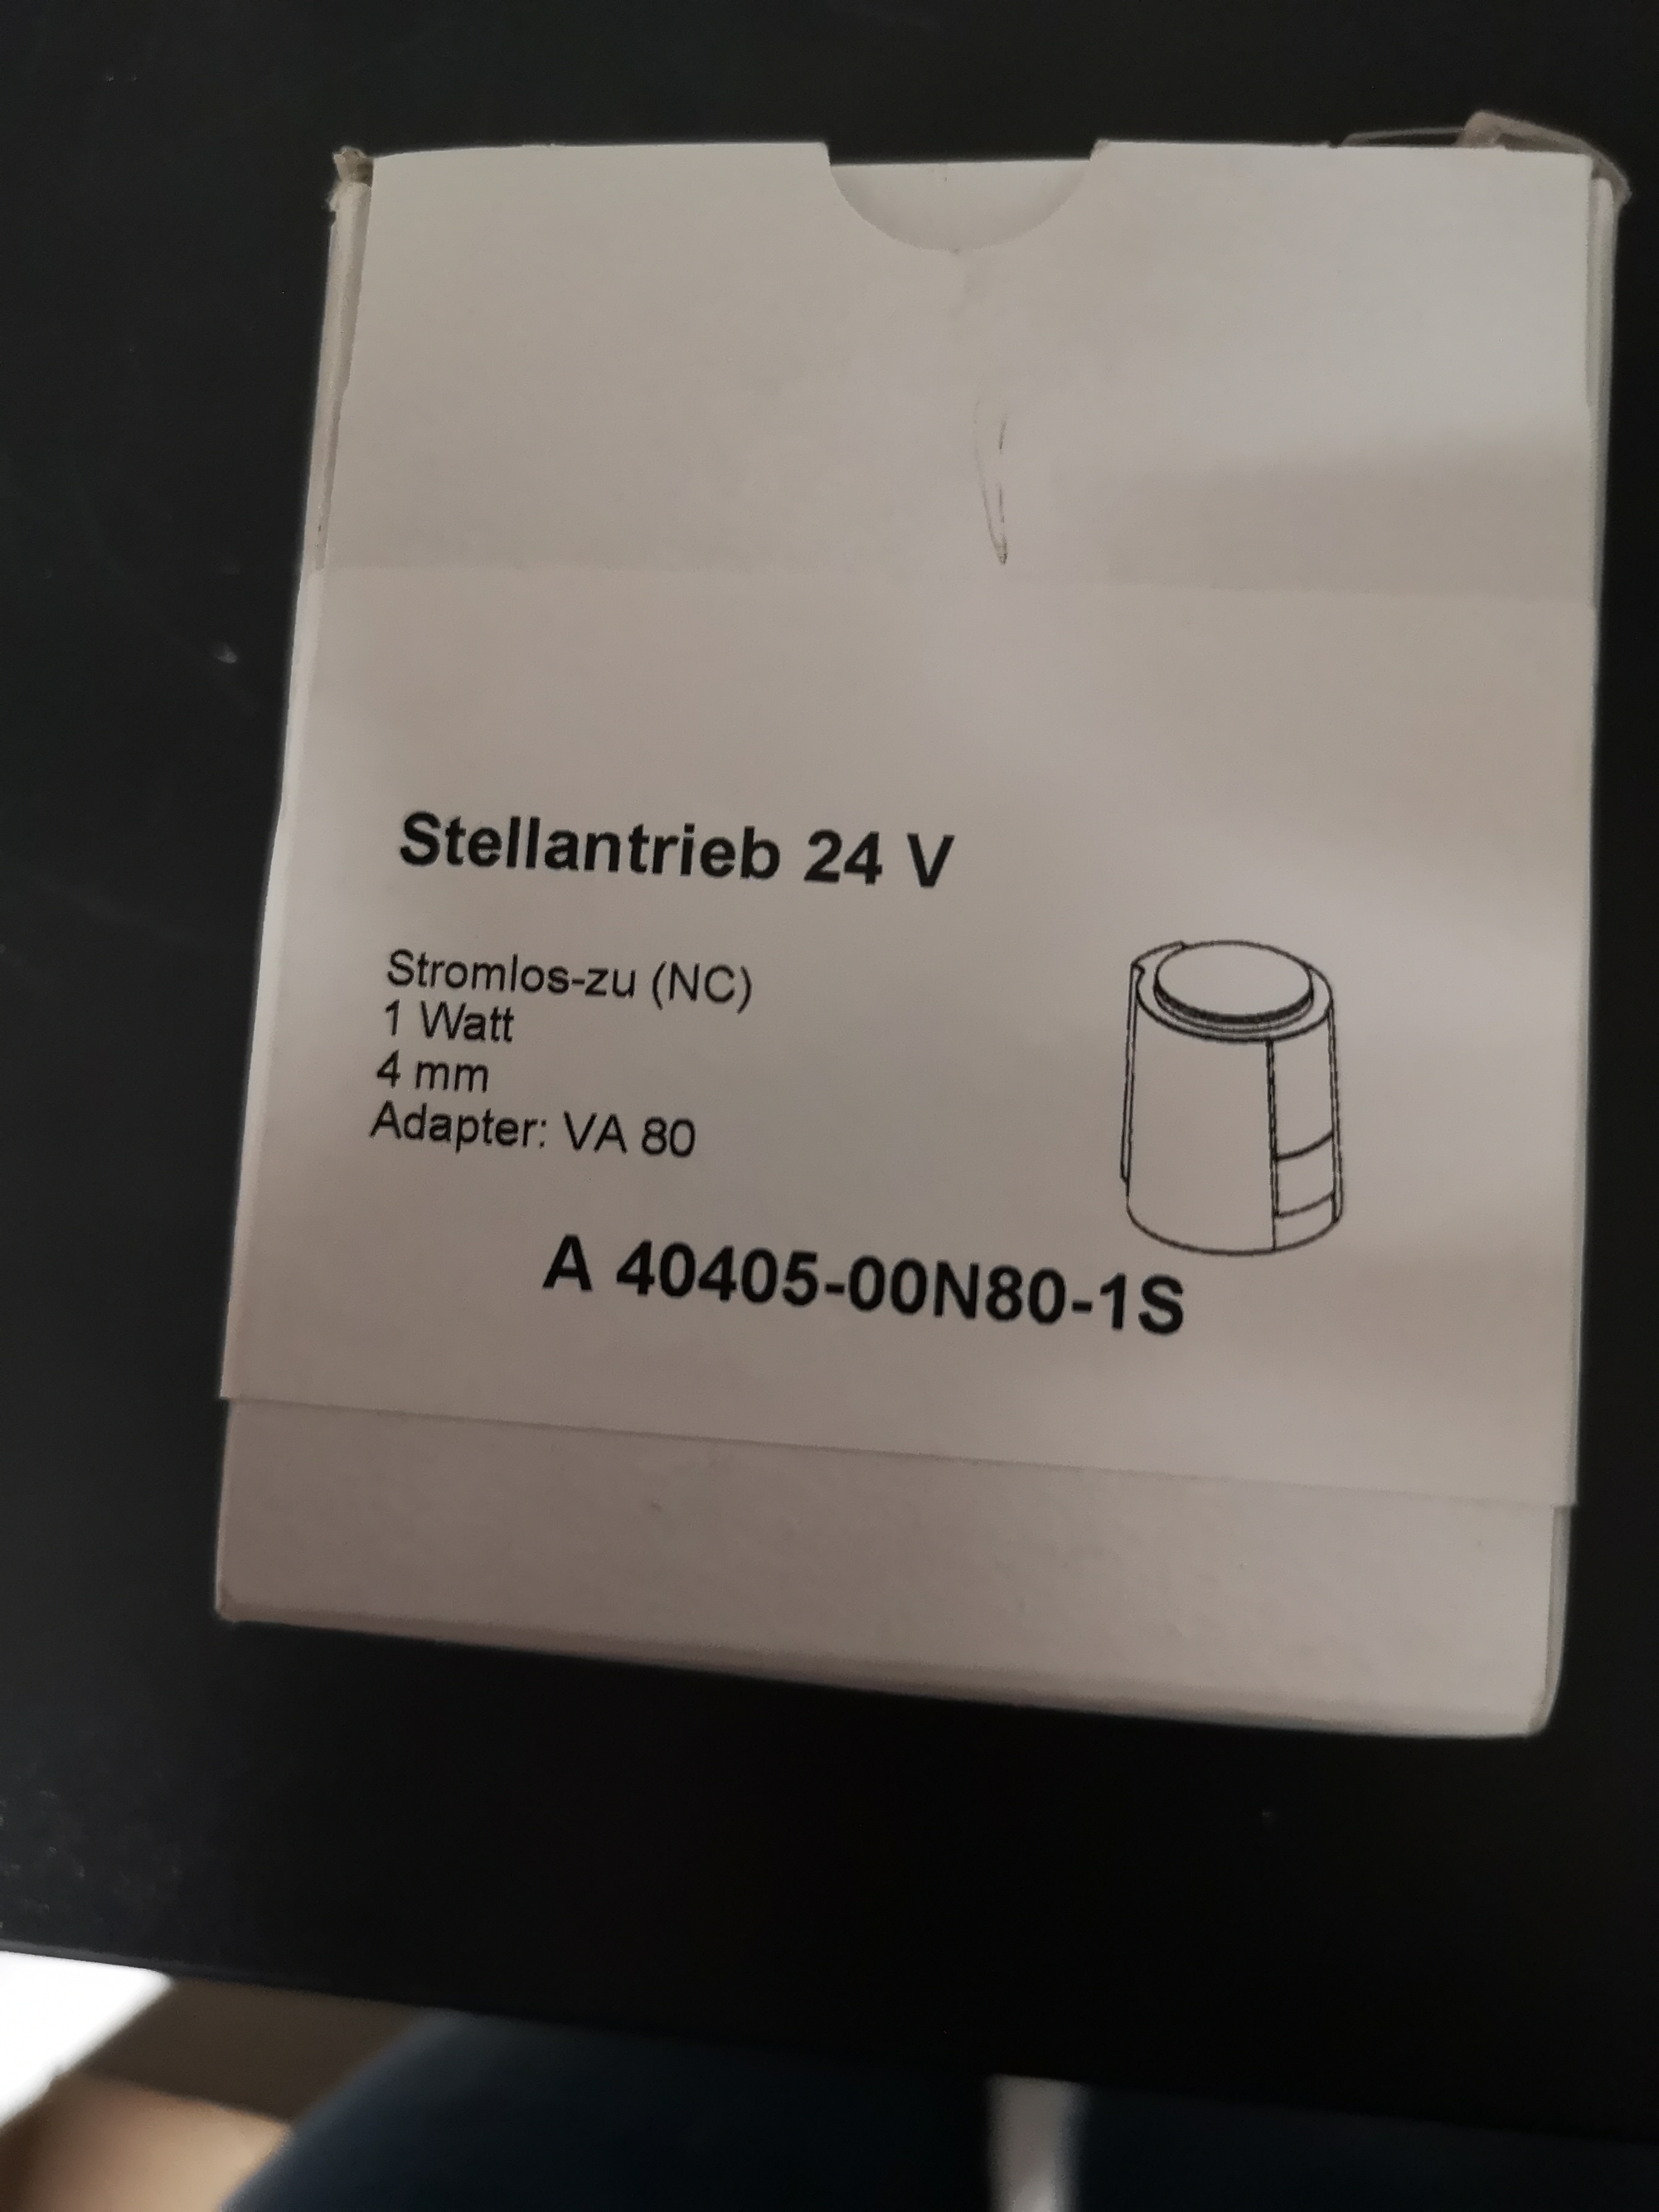 Stellantrieb 24 V
Stromlos-zu (NC)
1 Watt
4 mm
Adapter: VA 80
A 40405-00N80-1S